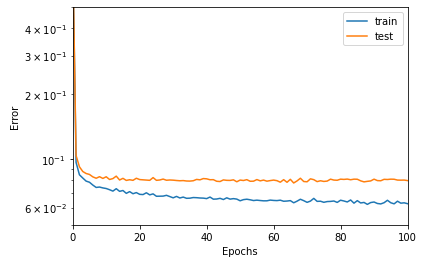 train
test
4 × 10⁻¹
3 × 10⁻¹
2 × 10⁻¹
10⁻¹
6 × 10⁻²
Error
0 20 40 60 80 100
Epochs